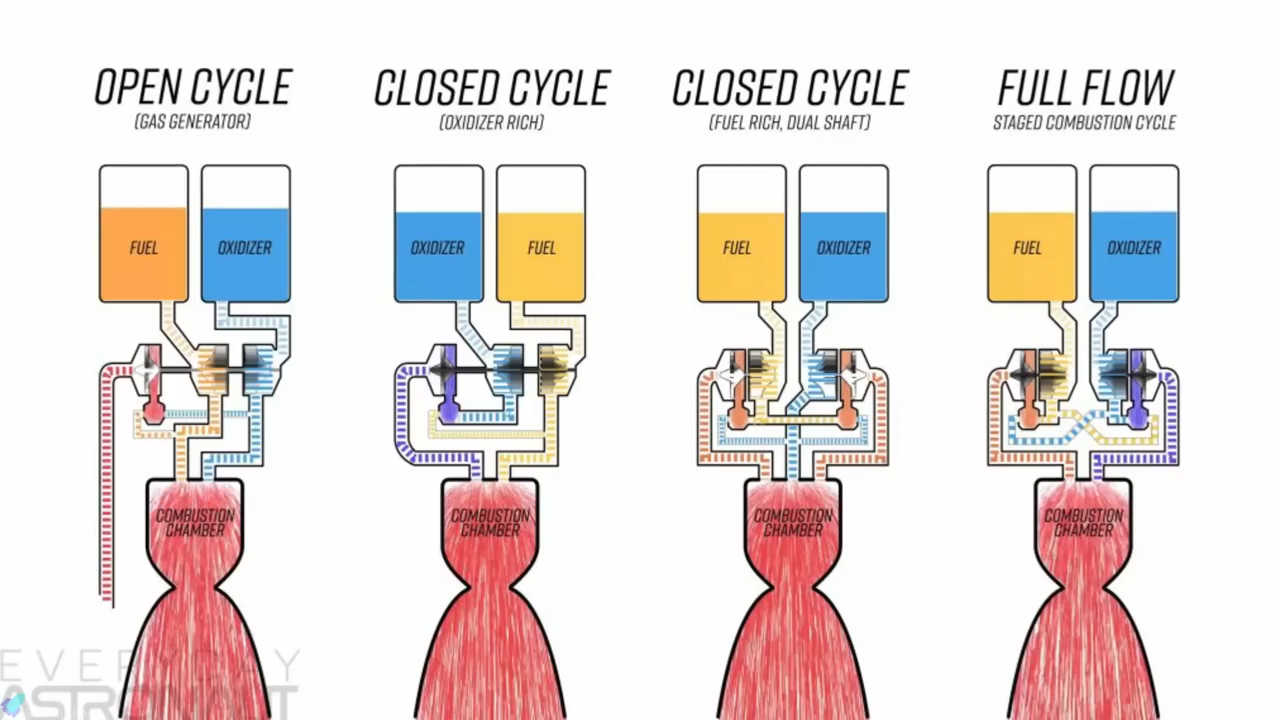 OPEN CYCLE
(GAS GENERATOR)
FUEL
OXIDIZER
COMBUSTION
CHAMBER
CLOSED CYCLE
(OXIDIZER RICH)
OXIDIZER
FUEL
COMBUSTION
CHAMBER
CLOSED CYCLE
(FUEL RICH, DUAL SHAFT)
FUEL
OXIDIZER
COMBUSTION
CHAMBER
FULL FLOW
STAGED COMBUSTION CYCLE
FUEL
OXIDIZER
COMBUSTION
CHAMBER
EVERYDAY
ASTRONAUT